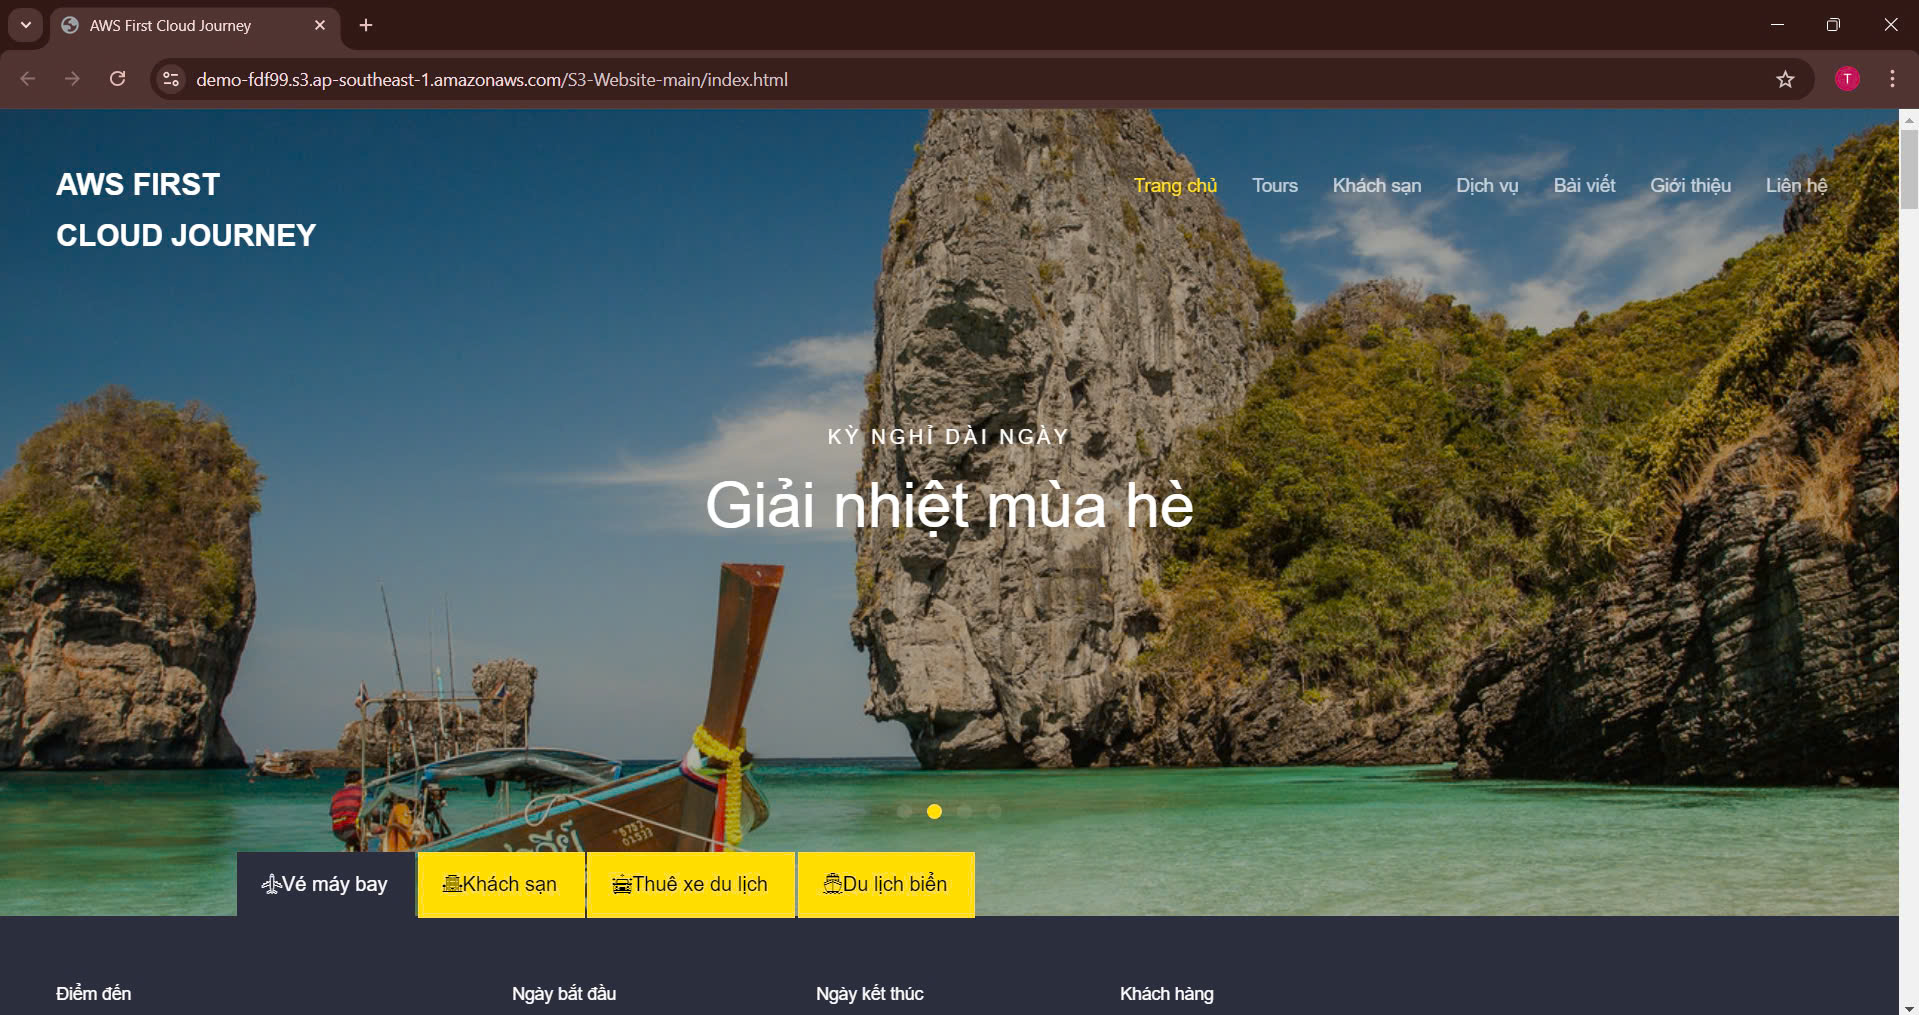 AWS First Cloud Journey
demo-fdf99.s3.ap-southeast-1.amazonaws.com/S3-Website-main/index.html
T
AWS FIRST
CLOUD JOURNEY
Trang chủ Tours Khách sạn Dịch vụ Bài viết Giới thiệu Liên hệ
KỲ NGHỈ DÀI NGÀY
Giải nhiệt mùa hè
Vé máy bay Khách sạn Thuê xe du lịch Du lịch biển
Điểm đến Ngày bắt đầu Ngày kết thúc Khách hàng